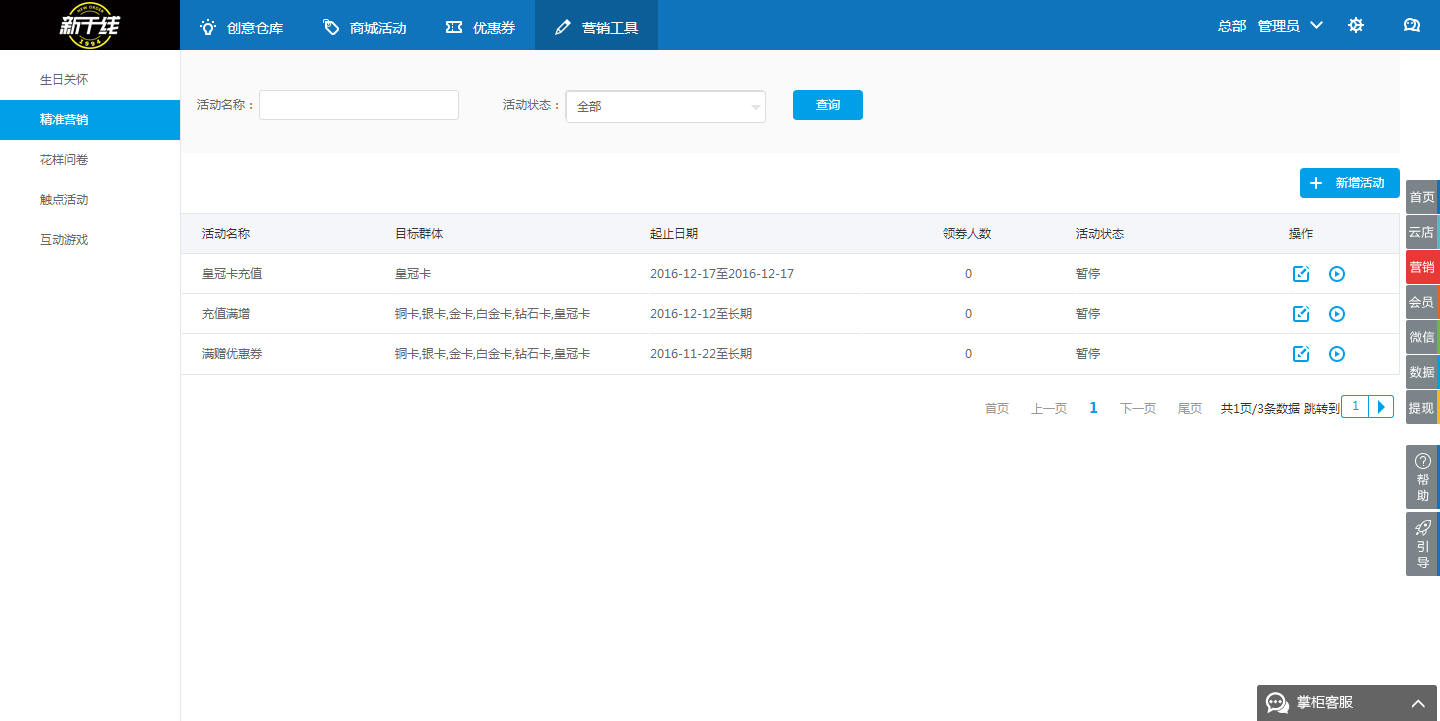 NEW ORDER
新干线
1994
创意仓库
商城活动
优惠券
营销工具
总部 管理员
生日关怀
精准营销
花样问卷
触点活动
互动游戏
活动名称：
活动状态：
全部
查询
新增活动
活动名称 目标群体 起止日期 领券人数 活动状态 操作
皇冠卡充值 皇冠卡 2016-12-17至2016-12-17 0 暂停
充值满增 铜卡,银卡,金卡,白金卡,钻石卡,皇冠卡 2016-12-12至长期 0 暂停
满赠优惠券 铜卡,银卡,金卡,白金卡,钻石卡,皇冠卡 2016-11-22至长期 0 暂停
首页 上一页 1 下一页 尾页 共1页/3条数据 跳转到 1
首页
云店
营销
会员
微信
数据
提现
帮助
引导
掌柜客服